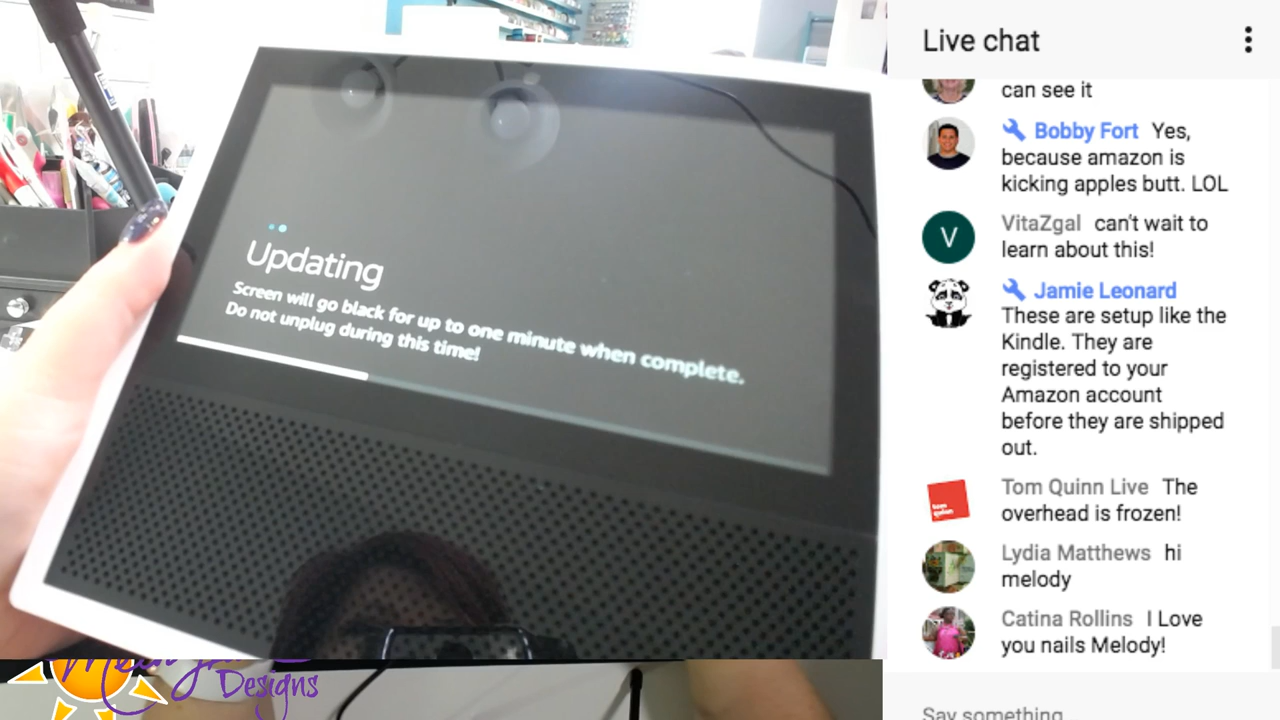 Updating
Screen will go black for up to one minute when complete.
Do not unplug during this time!
Designs
Live chat
can see it
Bobby Fort Yes,
because amazon is
kicking apples butt. LOL
VitaZgal can't wait to
learn about this!
V
Jamie Leonard
These are setup like the
Kindle. They are
registered to your
Amazon account
before they are shipped
out.
Tom Quinn Live The
overhead is frozen!
tom
quinn
Lydia Matthews hi
melody
Catina Rollins I Love
you nails Melody!
Say something